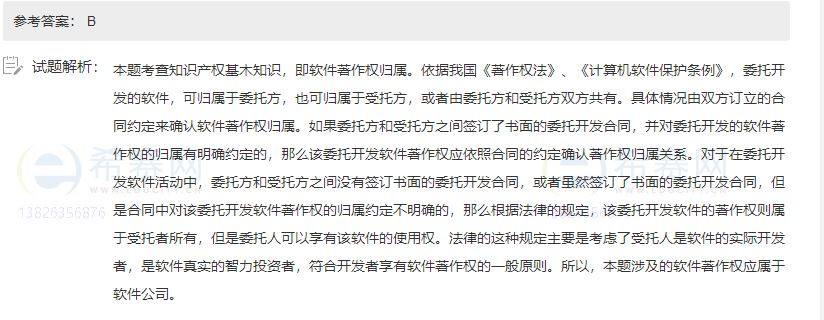 参考答案： B
试题解析：
本题考查知识产权基木知识，即软件著作权归属。依据我国《著作权法》、《计算机软件保护条例》，委托开
发的软件，可归属于委托方，也可归属于受托方，或者由委托方和受托方双方共有。具体情况由双方订立的合
同约定来确认软件著作权归属。如果委托方和受托方之间签订了书面的委托开发合同，并对委托开发的软件著
作权的归属有明确约定的，那么该委托开发软件著作权应依照合同的约定确认著作权归属关系。对于在委托开
发软件活动中，委托方和受托方之间没有签订书面的委托开发合同，或者虽然签订了书面的委托开发合同，但
是合同中对该委托开发软件著作权的归属约定不明确的，那么根据法律的规定，该委托开发软件的著作权则属
于受托者所有，但是委托人可以享有该软件的使用权。法律的这种规定主要是考虑了受托人是软件的实际开发
者，是软件真实的智力投资者，符合开发者享有软件著作权的一般原则。所以，本题涉及的软件著作权应属于
软件公司。
希赛网
13826356876